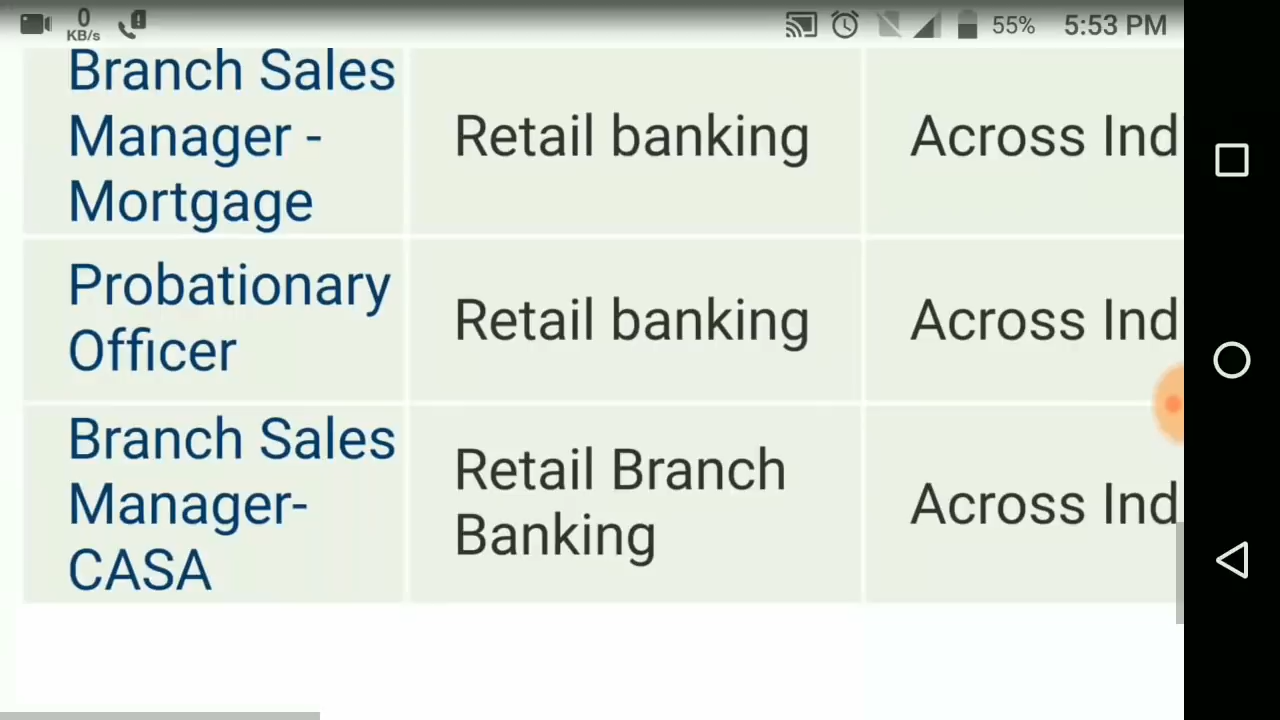 0
KB/s
55% 5:53 PM
Branch Sales
Manager -
Mortgage
Retail banking
Across Ind
Probationary
Officer
Retail banking
Across Ind
Branch Sales
Manager-
CASA
Retail Branch
Banking
Across Ind